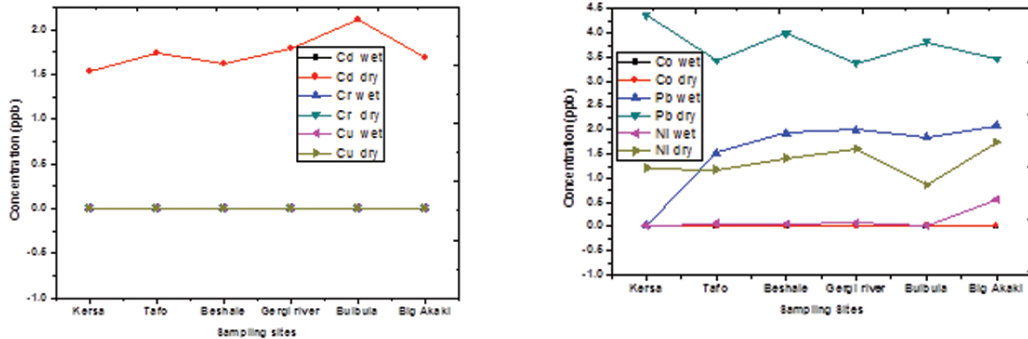 2.0
1.5
1.0
0.5
0.0
-0.5
-1.0
Concentration (ppb)
Cd wet
Cd dry
Cr wet
Cr dry
Cu wet
Cu dry
Kersa Tafo Beshale Gergi river Bulbula Big Akaki
Sampling sites
4.5
4.0
3.5
3.0
2.5
2.0
1.5
1.0
0.5
0.0
-0.5
-1.0
Concentration (ppb)
Co wet
Co dry
Pb wet
Pb dry
Ni wet
Ni dry
Kersa Tafo Beshale Gergi river Bulbula Big Akaki
Sampling Sites